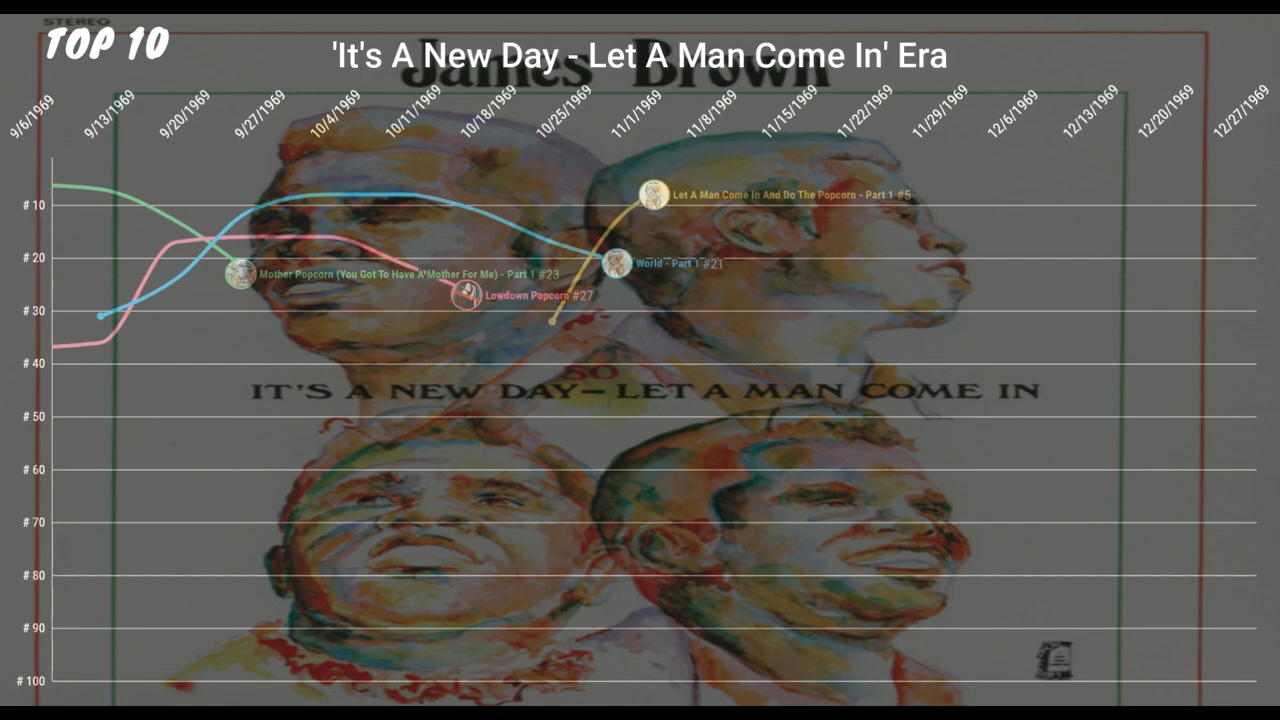 STEREO
TOP 10
'It's A New Day - Let A Man Come In' Era
James Brown
9/6/1969
9/13/1969
9/20/1969
9/27/1969
10/4/1969
10/11/1969
10/18/1969
10/25/1969
11/1/1969
11/8/1969
11/15/1969
11/22/1969
11/29/1969
12/6/1969
12/13/1969
12/20/1969
12/27/1969
Let A Man Come In And Do The Popcorn - Part 1 #5
# 10
# 20
World - Part 1 #21
Mother Popcorn (You Got To Have A Mother For Me) - Part 1 #23
Lowdown Popcorn #27
# 30
# 40
SO
IT'S A NEW DAY–LET A MAN COME IN
# 50
# 60
# 70
# 80
# 90
# 100